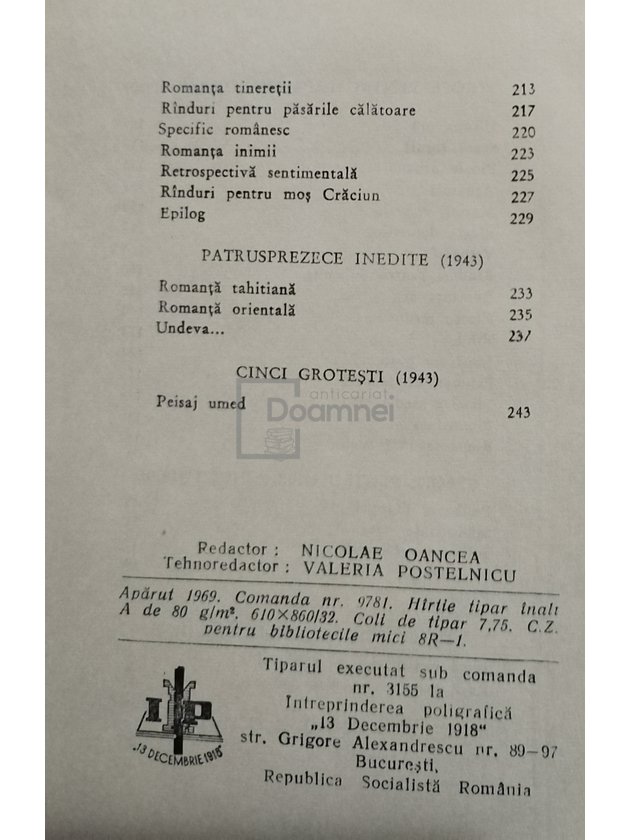 Romanța tinereții 213
Rînduri pentru păsările călătoare 217
Specific românesc 220
Romanța inimii 223
Retrospectivă sentimentală 225
Rînduri pentru moș Crăciun 227
Epilog 229
PATRUSPREZECE INEDITE (1943)
Romanță tahitiană 233
Romanță orientală 235
Undeva... 237
CINCI GROTEȘTI (1943)
anticariat
Doamnei
Peisaj umed 243
Redactor : NICOLAE OANCEA
Tehnoredactor : VALERIA POSTELNICU
Apărut 1969. Comanda nr. 9781. Hîrtie tipar înalt
A de 80 g/m². 610×860/32. Coli de tipar 7,75. C.Z.
pentru bibliotecile mici 8R—1.
Tiparul executat sub comanda
nr. 3155 la
Intreprinderea poligrafică
„13 Decembrie 1918“
str. Grigore Alexandrescu nr. 89—97
București,
Republica Socialistă România
IP
„13 DECEMBRIE 1918“